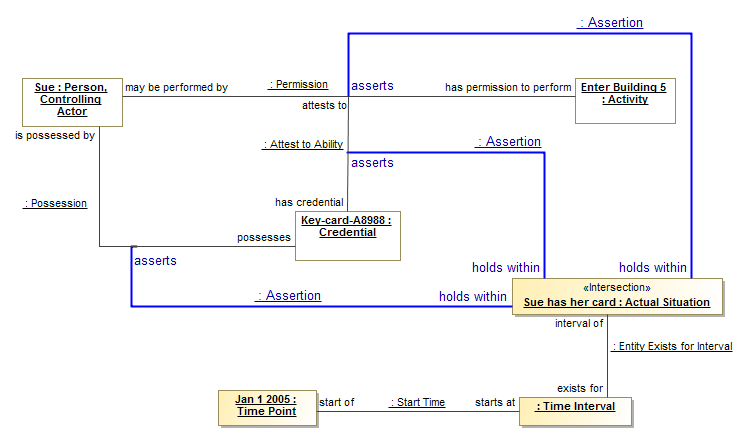 : Assertion
Sue : Person,
Controlling
Actor
may be performed by
: Permission
asserts
has permission to perform
Enter Building 5
: Activity
attests to
is possessed by
: Attest to Ability
: Assertion
asserts
: Possession
has credential
Key-card-A8988 :
Credential
possesses
asserts
holds within
holds within
: Assertion
holds within
«Intersection»
Sue has her card : Actual Situation
interval of
: Entity Exists for Interval
exists for
Jan 1 2005 :
Time Point
start of
: Start Time
starts at
: Time Interval